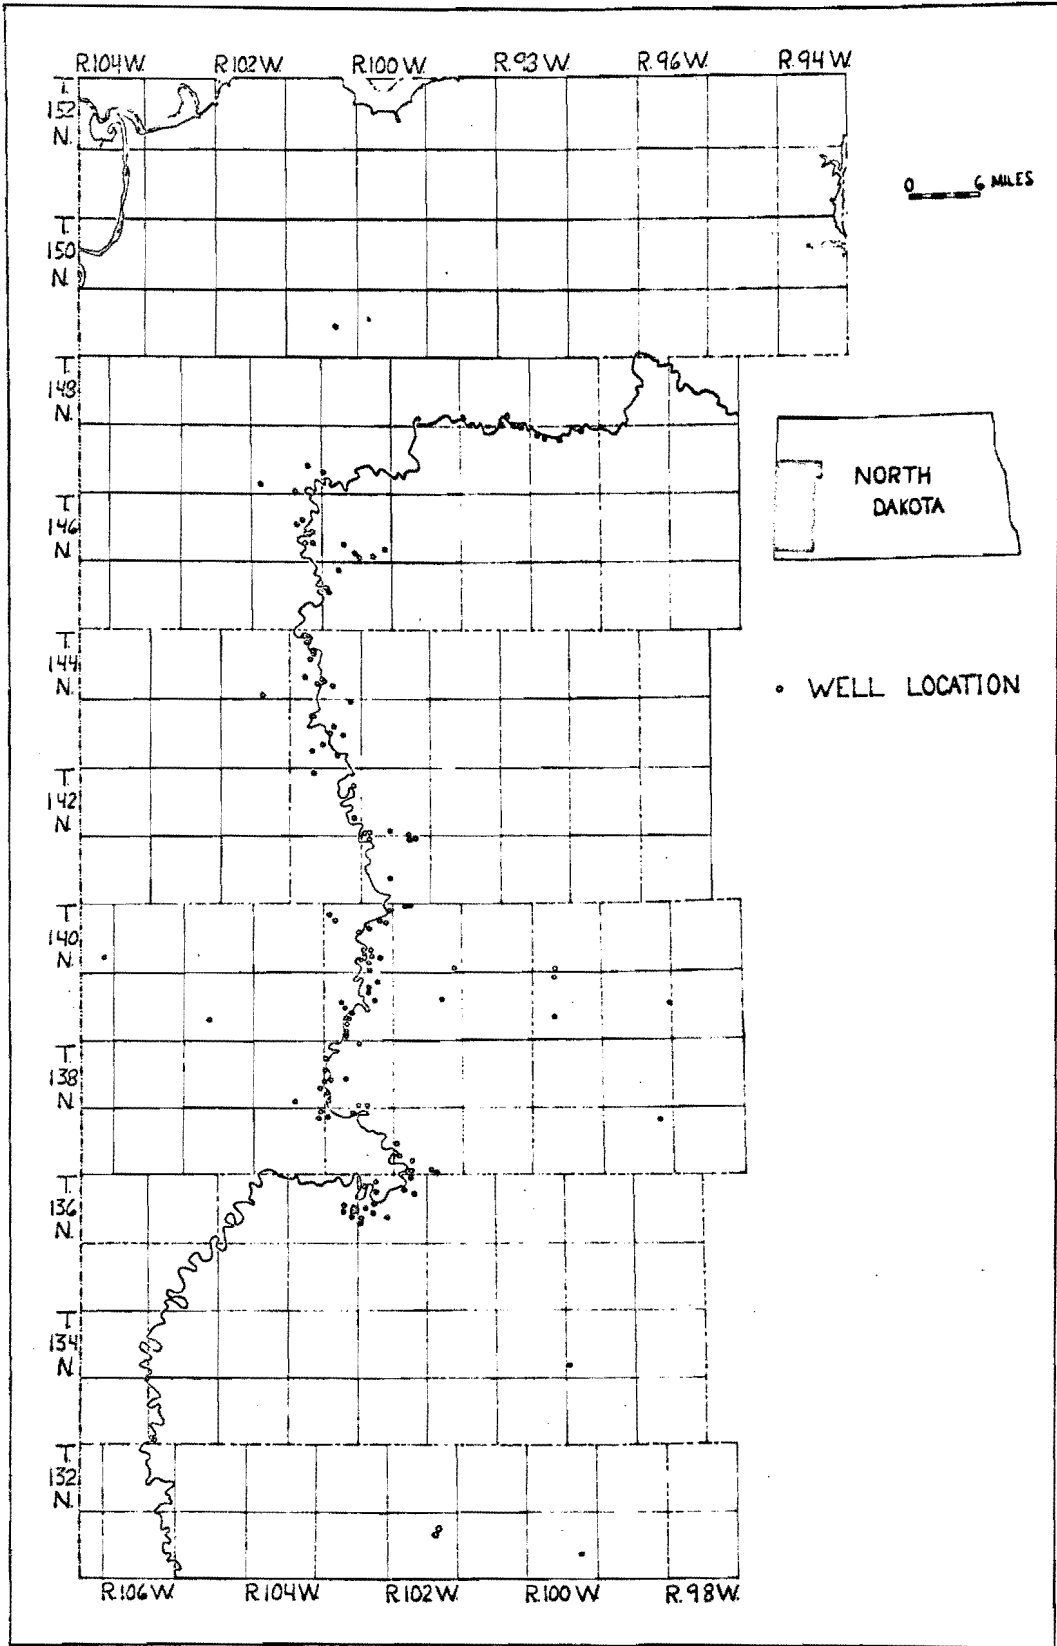 R.104W. R.102W. R.100W. R.93W. R.96W. R.94W.
T.
152
N.
0 6 MILES
T.
150
N.
T.
148
N.
NORTH
DAKOTA
T.
146
N.
T.
144
N.
• WELL LOCATION
T.
142
N.
T.
140
N.
T.
138
N.
T.
136
N.
T.
134
N.
T.
132
N.
R.106W. R.104W. R.102W. R.100W. R.98W.